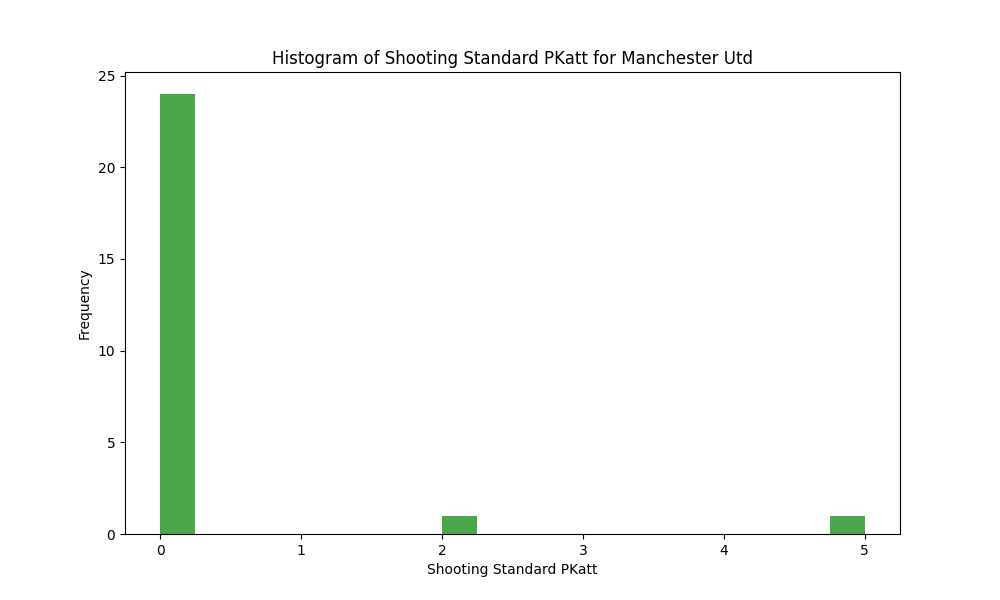 Histogram of Shooting Standard PKatt for Manchester Utd
25
20
15
10
5
0
Frequency
0 1 2 3 4 5
Shooting Standard PKatt